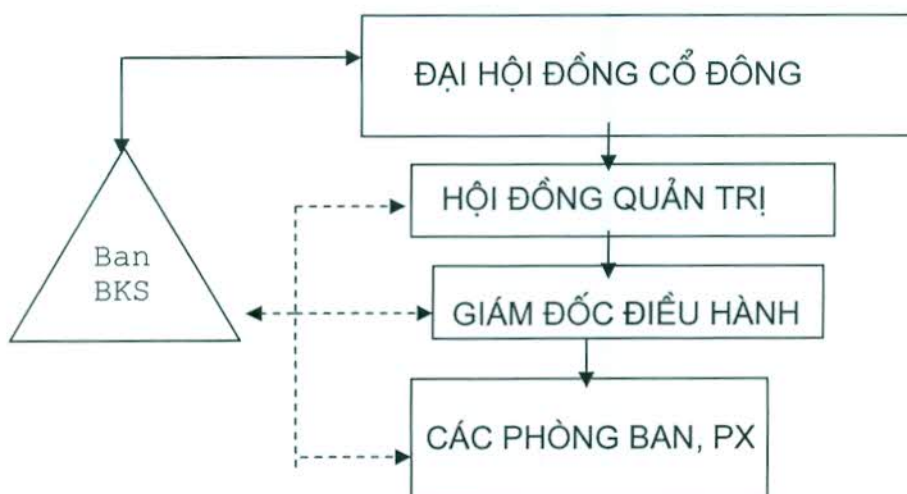 ĐẠI HỘI ĐỒNG CỔ ĐÔNG
HỘI ĐỒNG QUẢN TRỊ
Ban
BKS
GIÁM ĐỐC ĐIỀU HÀNH
CÁC PHÒNG BAN, PX